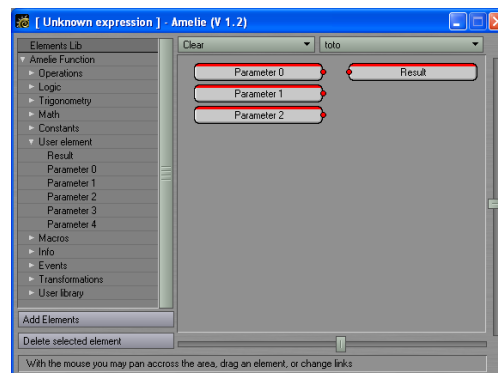 [ Unknown expression ] - Amelie (V 1.2)
Elements Lib
Clear
toto
Amelie Function
Operations
Logic
Trigonometry
Math
Constants
User element
Result
Parameter 0
Parameter 1
Parameter 2
Parameter 3
Parameter 4
Macros
Info
Events
Transformations
User library
Parameter 0
Result
Parameter 1
Parameter 2
Add Elements
Delete selected element
With the mouse you may pan accross the area, drag an element, or change links